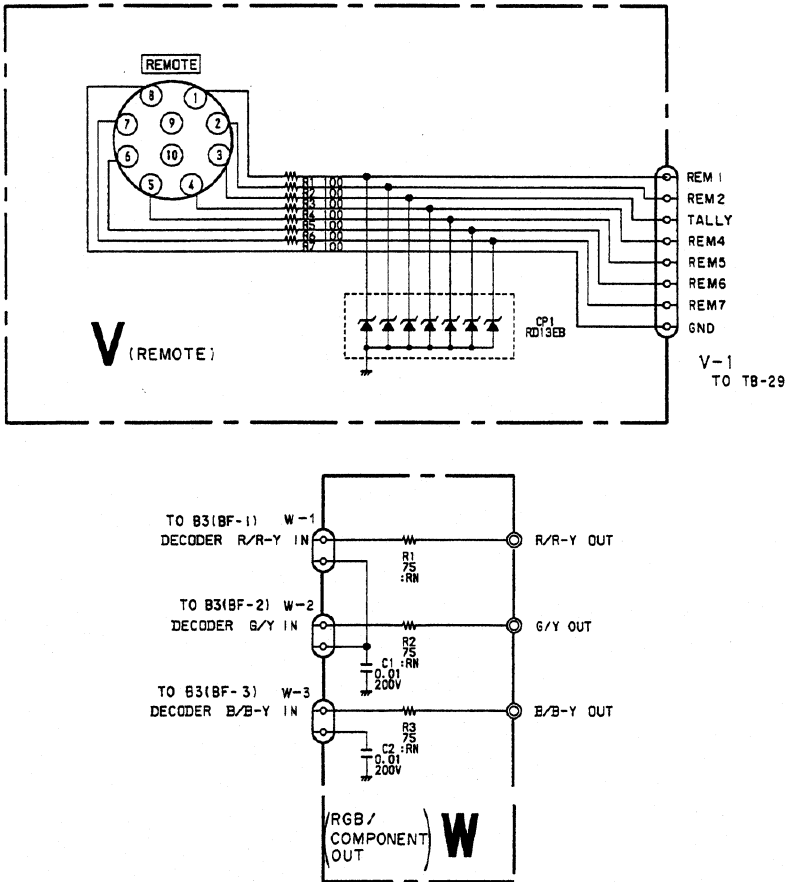 REMOTE
8 1
7 9 2
6 10 3
5 4
R1 100
R2 100
R3 100
R4 100
R5 100
R6 100
R7 100
REM 1
REM2
TALLY
REM4
REM5
REM6
REM7
GND
CP1
RD13EB
V (REMOTE)
V-1
TO TB-29
TO B3(BF-1) W-1
DECODER R/R-Y IN
R1
75
:RN
R/R-Y OUT
TO B3(BF-2) W-2
DECODER G/Y IN
R2
75
:RN
G/Y OUT
C1
0.01
200V
TO B3(BF-3) W-3
DECODER B/B-Y IN
R3
75
:RN
B/B-Y OUT
C2
0.01
200V
(RGB/
COMPONENT
OUT) W